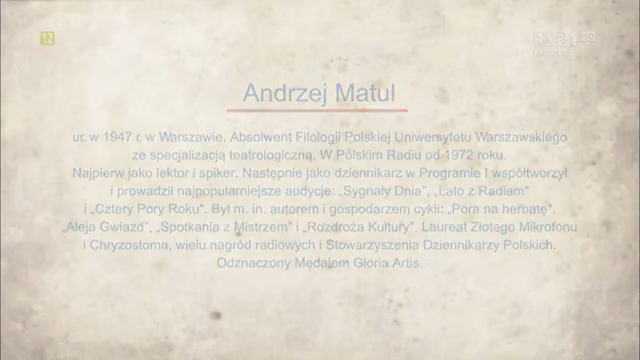 12
TVP 1 HD
Andrzej Matul
ur. w 1947 r. w Warszawie. Absolwent Filologii Polskiej Uniwersytetu Warszawskiego
ze specjalizacją teatrologiczną. W Polskim Radiu od 1972 roku.
Najpierw jako lektor i spiker. Następnie jako dziennikarz w Programie I współtworzył
i prowadził najpopularniejsze audycje: „Sygnały Dnia”, „Lato z Radiem”
i „Cztery Pory Roku”. Był m. in. autorem i gospodarzem cykli: „Pora na herbatę”,
„Aleja Gwiazd”, „Spotkania z Mistrzem” i „Rozdroża Kultury”. Laureat Złotego Mikrofonu
i Chryzostoma, wielu nagród radiowych i Stowarzyszenia Dziennikarzy Polskich.
Odznaczony Medalem Gloria Artis.